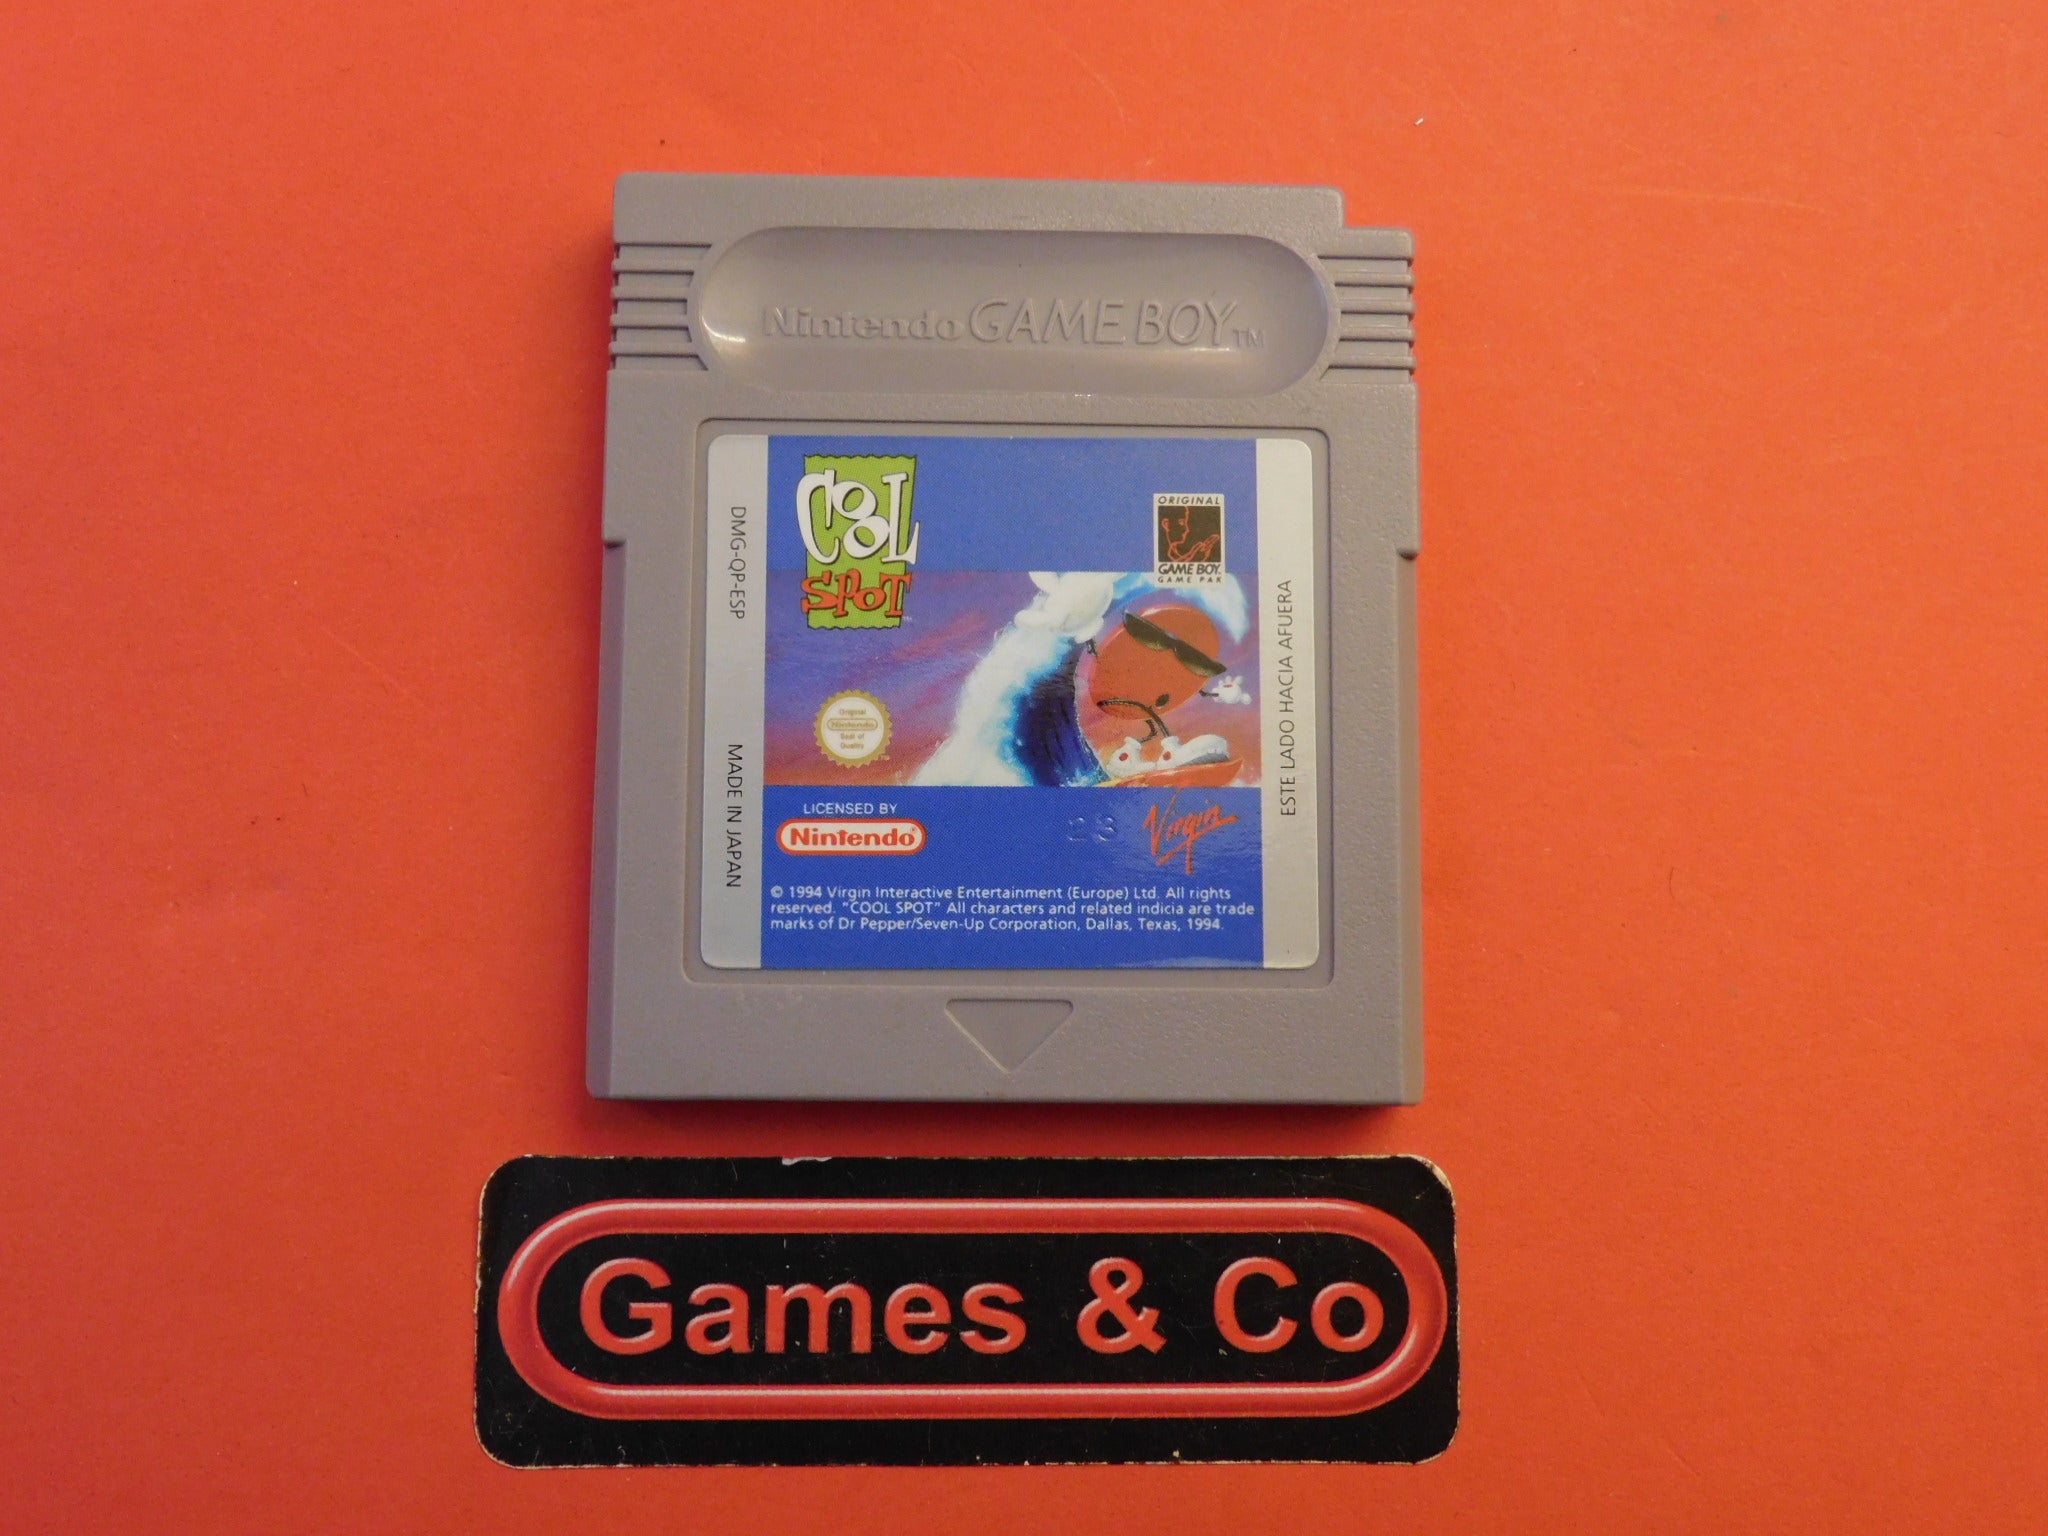 Nintendo GAME BOY TM
COOL
SPOT
ORIGINAL
GAME BOY
GAME PAK
DMG-QP-ESP
MADE IN JAPAN
ESTE LADO HACIA AFUERA
Original
Nintendo
Seal of
Quality
LICENSED BY
Nintendo®
Virgin
© 1994 Virgin Interactive Entertainment (Europe) Ltd. All rights
reserved. "COOL SPOT" All characters and related indicia are trade
marks of Dr Pepper/Seven-Up Corporation, Dallas, Texas, 1994.
Games & Co